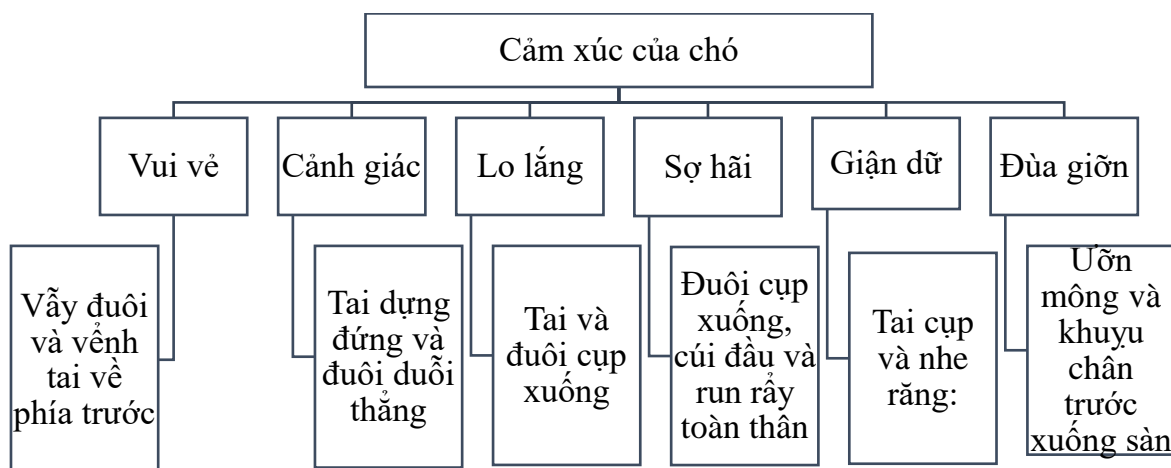 Cảm xúc của chó
Vui vẻ
Cảnh giác
Lo lắng
Sợ hãi
Giận dữ
Đùa giỡn
Vẫy đuôi
và vểnh
tai về
phía trước
Tai dựng
đứng và
đuôi duỗi
thẳng
Tai và
đuôi cụp
xuống
Đuôi cụp
xuống,
cúi đầu và
run rẩy
toàn thân
Tai cụp
và nhe
răng:
Ưỡn
mông và
khuỵu
chân
trước
xuống sàn